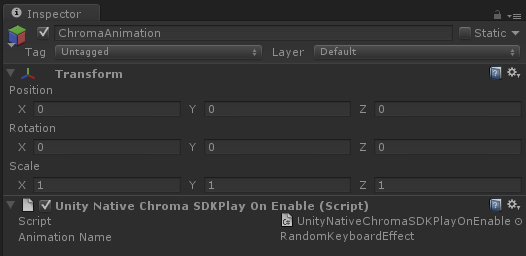 Inspector
ChromaAnimation Static
Tag Untagged Layer Default
Transform
Position
X 0 Y 0 Z 0
Rotation
X 0 Y 0 Z 0
Scale
X 1 Y 1 Z 1
Unity Native Chroma SDKPlay On Enable (Script)
Script UnityNativeChromaSDKPlayOnEnable
Animation Name RandomKeyboardEffect